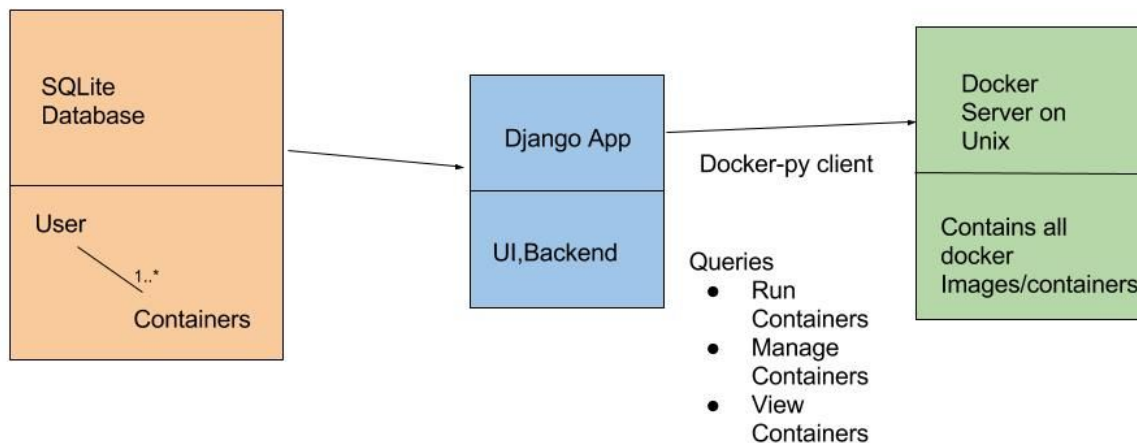 SQLite
Database
User
1..*
Containers
Django App
UI,Backend
Docker-py client
Queries
● Run
Containers
● Manage
Containers
● View
Containers
Docker
Server on
Unix
Contains all
docker
Images/containers